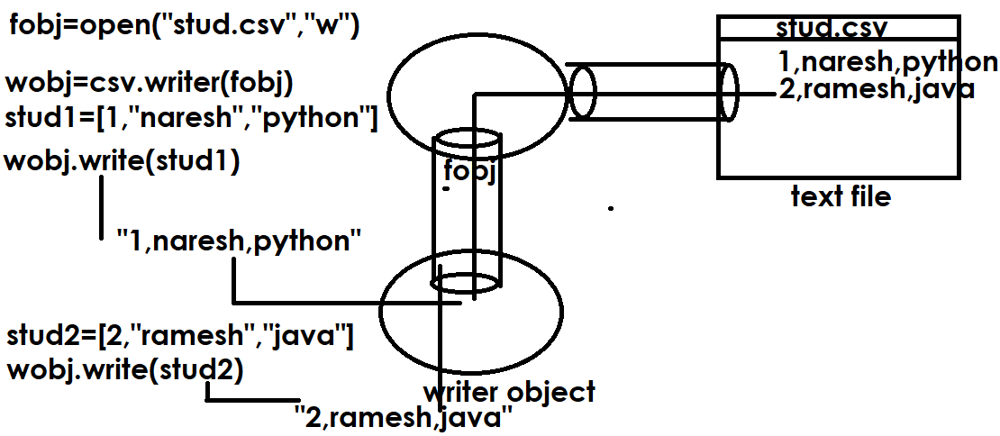 fobj=open("stud.csv","w")
wobj=csv.writer(fobj)
stud1=[1,"naresh","python"]
wobj.write(stud1)
"1,naresh,python"
stud2=[2,"ramesh","java"]
wobj.write(stud2)
"2,ramesh,java"
fobj
writer object
stud.csv
1,naresh,python
2,ramesh,java
text file